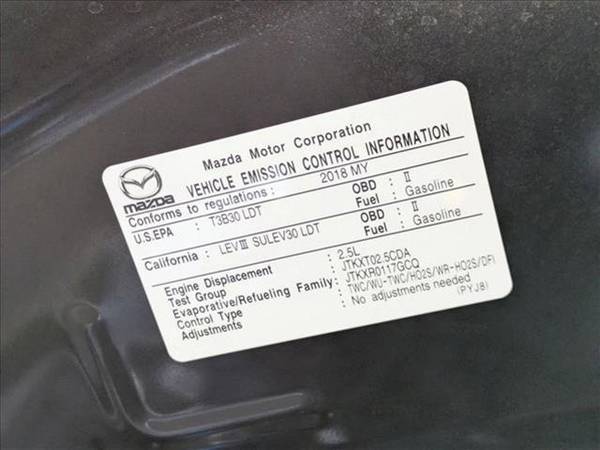 mazda
Mazda Motor Corporation
VEHICLE EMISSION CONTROL INFORMATION
Conforms to regulations : 2018 MY
U.S.EPA : T3B30 LDT OBD : II
Fuel : Gasoline
California : LEVIII SULEV30 LDT OBD : II
Fuel : Gasoline
Engine Displacement : 2.5L
Test Group : JTKXT02.5CDA
Evaporative/Refueling Family: JTKXR0117GCQ
Control Type : TWC/WU-TWC/HO2S/WR-HO2S/DFI
Adjustments : No adjustments needed
(PYJ8)